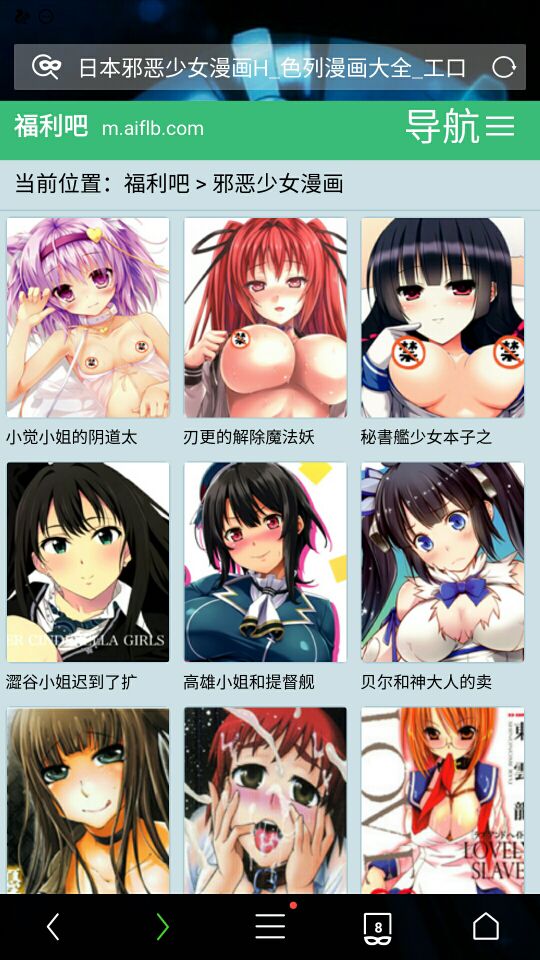 日本邪恶少女漫画H_色列漫画大全_工口
福利吧 m.aiflb.com 导航
当前位置：福利吧 > 邪恶少女漫画
禁 禁
禁
禁 禁
小觉小姐的阴道太 刃更的解除魔法妖 秘書艦少女本子之
ER CINDERELLA GIRLS
澀谷小姐迟到了扩 高雄小姐和提督舰 贝尔和神大人的卖
東雲龍
LOVELY
SLAVE
8